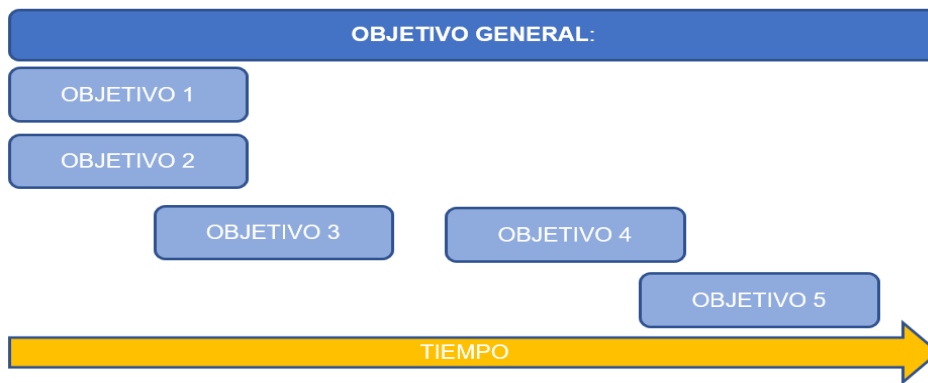 OBJETIVO GENERAL:
OBJETIVO 1
OBJETIVO 2
OBJETIVO 3
OBJETIVO 4
OBJETIVO 5
TIEMPO